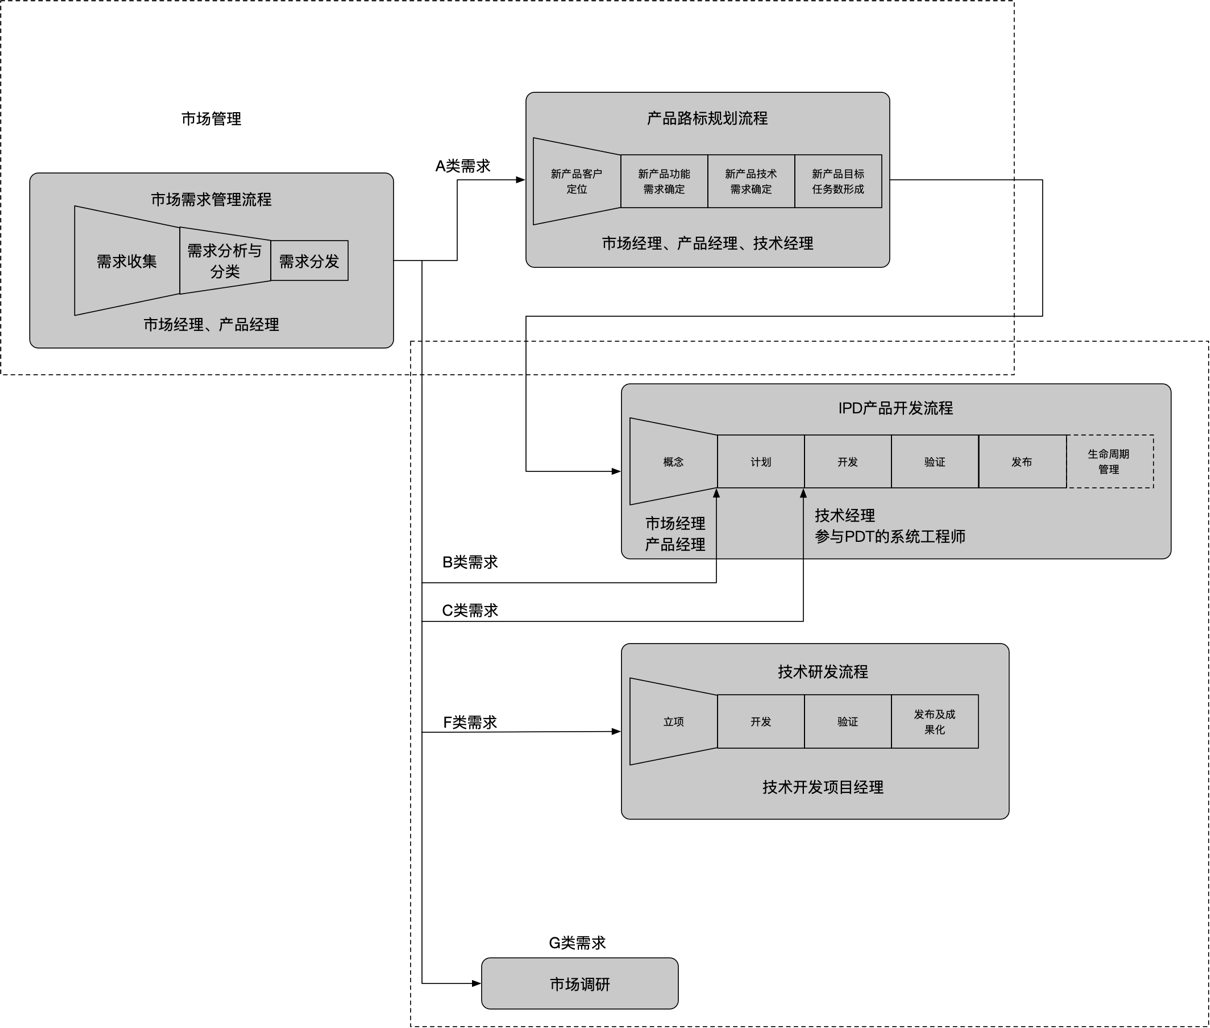 市场管理
市场需求管理流程
需求收集
需求分析与
分类
需求分发
市场经理、产品经理
A类需求
产品路标规划流程
新产品客户
定位
新产品功能
需求确定
新产品技术
需求确定
新产品目标
任务数形成
市场经理、产品经理、技术经理
IPD产品开发流程
概念
计划
开发
验证
发布
生命周期
管理
市场经理
产品经理
技术经理
参与PDT的系统工程师
B类需求
C类需求
技术研发流程
F类需求
立项
开发
验证
发布及成
果化
技术开发项目经理
G类需求
市场调研